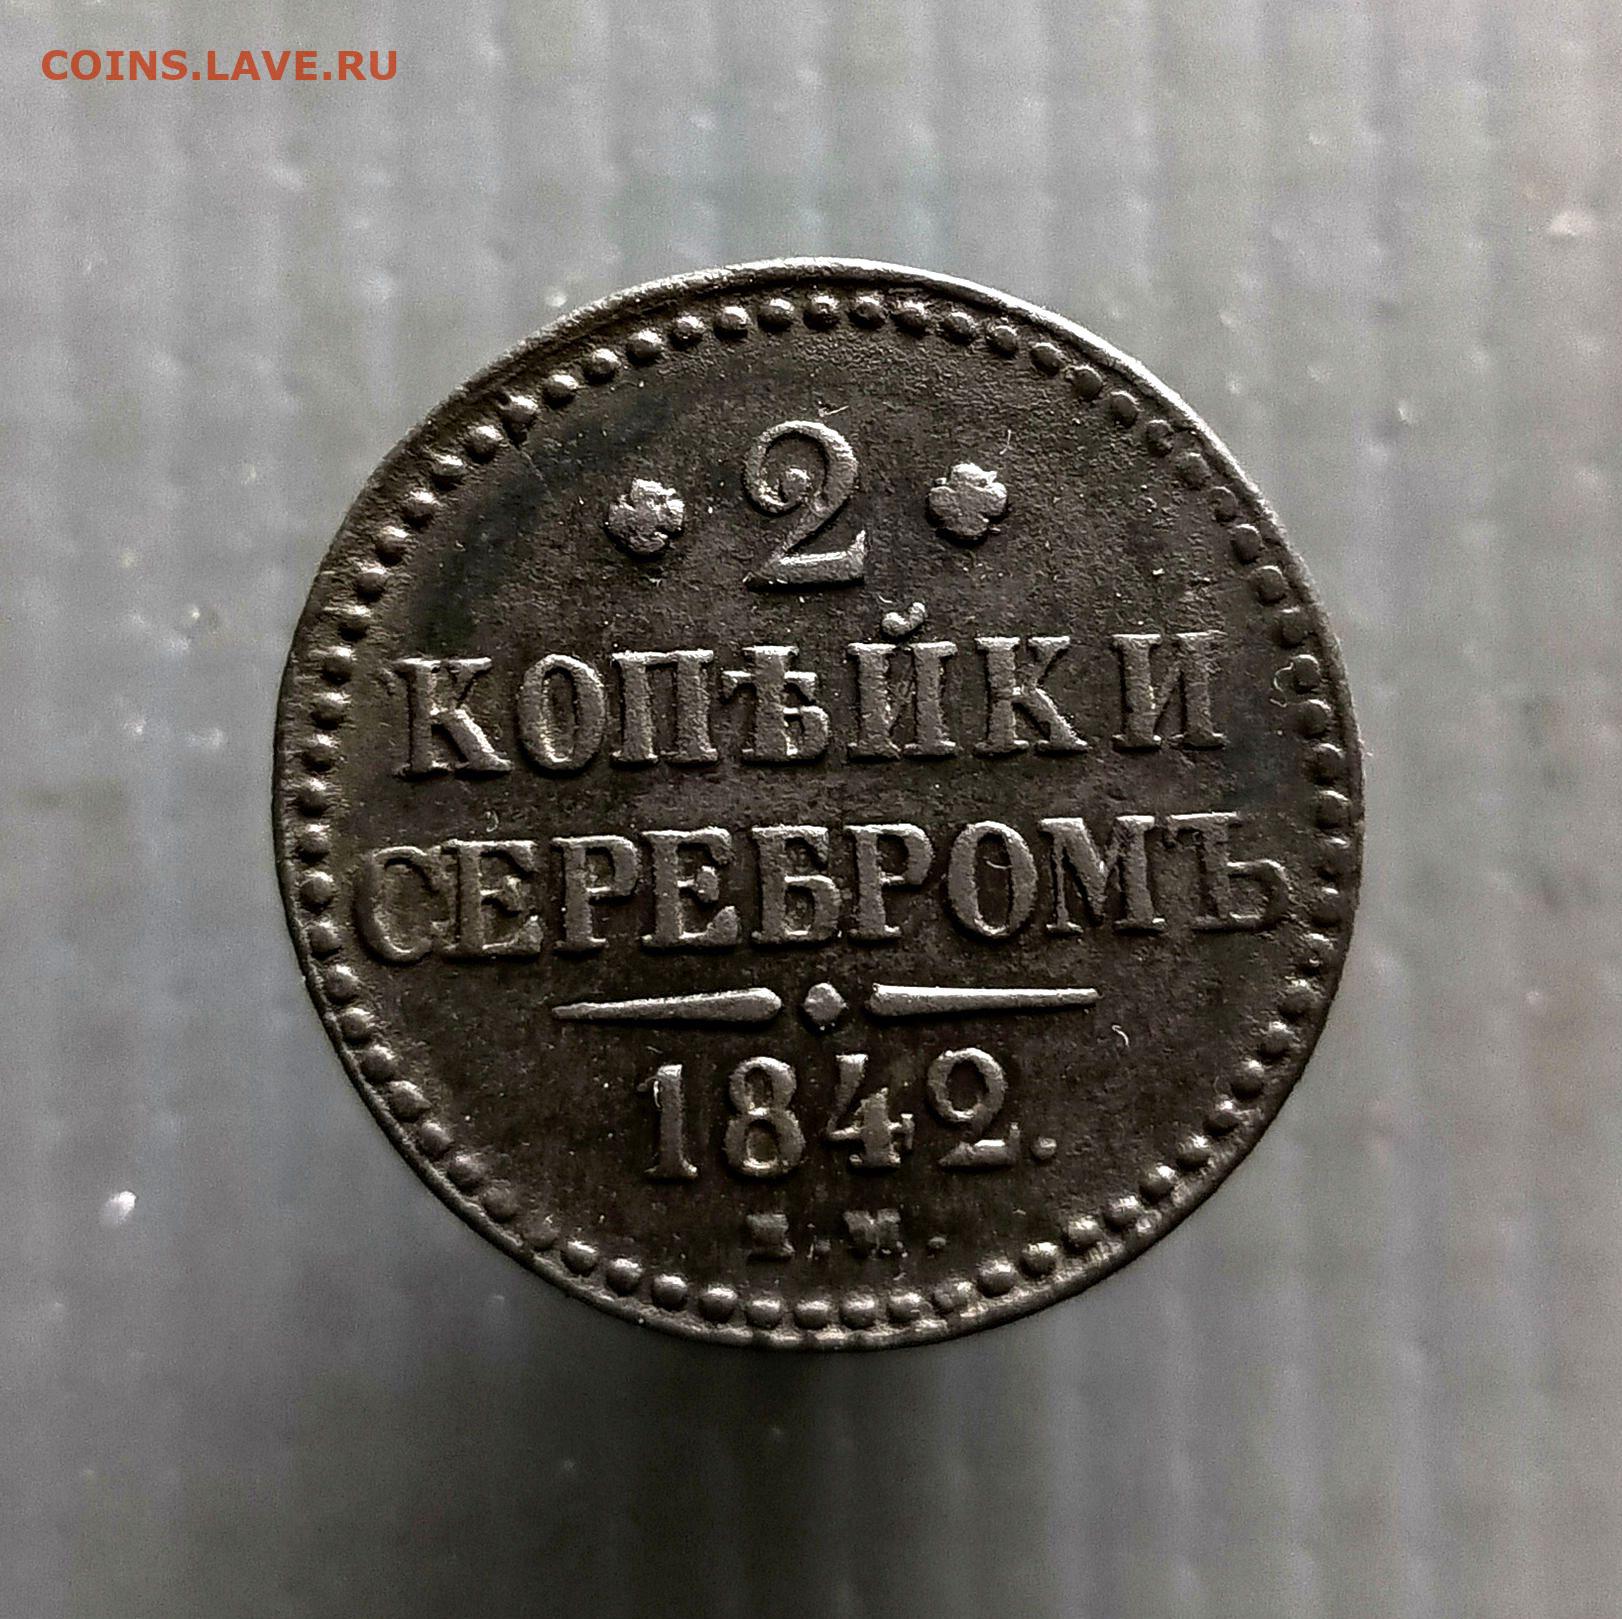 COINS.LAVE.RU
2
КОПѢЙКИ
СЕРЕБРОМЪ
1842.
Е.М.